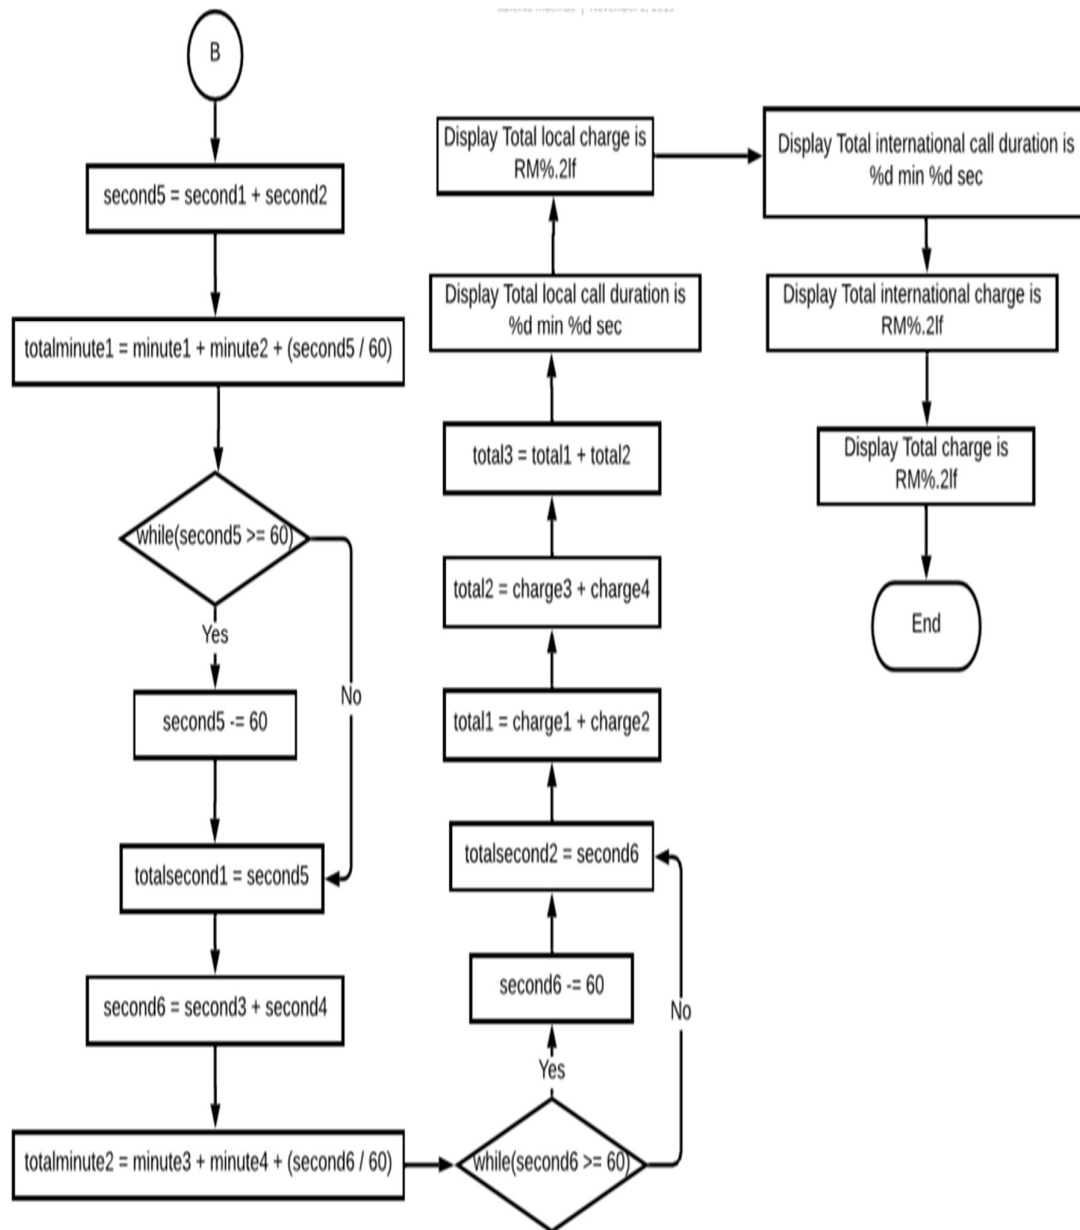 B
second5 = second1 + second2
totalminute1 = minute1 + minute2 + (second5 / 60)
while(second5 >= 60)
Yes
No
second5 -= 60
totalsecond1 = second5
second6 = second3 + second4
totalminute2 = minute3 + minute4 + (second6 / 60)
while(second6 >= 60)
Yes
No
second6 -= 60
totalsecond2 = second6
total1 = charge1 + charge2
total2 = charge3 + charge4
total3 = total1 + total2
Display Total local call duration is
%d min %d sec
Display Total local charge is
RM%.2lf
Display Total international call duration is
%d min %d sec
Display Total international charge is
RM%.2lf
Display Total charge is
RM%.2lf
End